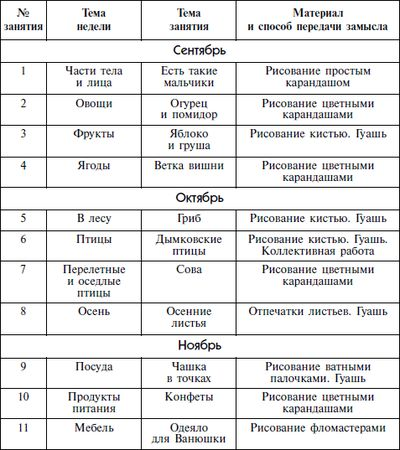 № занятия | Тема недели | Тема занятия | Материал и способ передачи замысла
Сентябрь
1 | Части тела и лица | Есть такие мальчики | Рисование простым карандашом
2 | Овощи | Огурец и помидор | Рисование цветными карандашами
3 | Фрукты | Яблоко и груша | Рисование кистью. Гуашь
4 | Ягоды | Ветка вишни | Рисование цветными карандашами
Октябрь
5 | В лесу | Гриб | Рисование кистью. Гуашь
6 | Птицы | Дымковские птицы | Рисование кистью. Гуашь. Коллективная работа
7 | Перелетные и оседлые птицы | Сова | Рисование цветными карандашами
8 | Осень | Осенние листья | Отпечатки листьев. Гуашь
Ноябрь
9 | Посуда | Чашка в точках | Рисование ватными палочками. Гуашь
10 | Продукты питания | Конфеты | Рисование цветными карандашами
11 | Мебель | Одеяло для Ванюшки | Рисование фломастерами